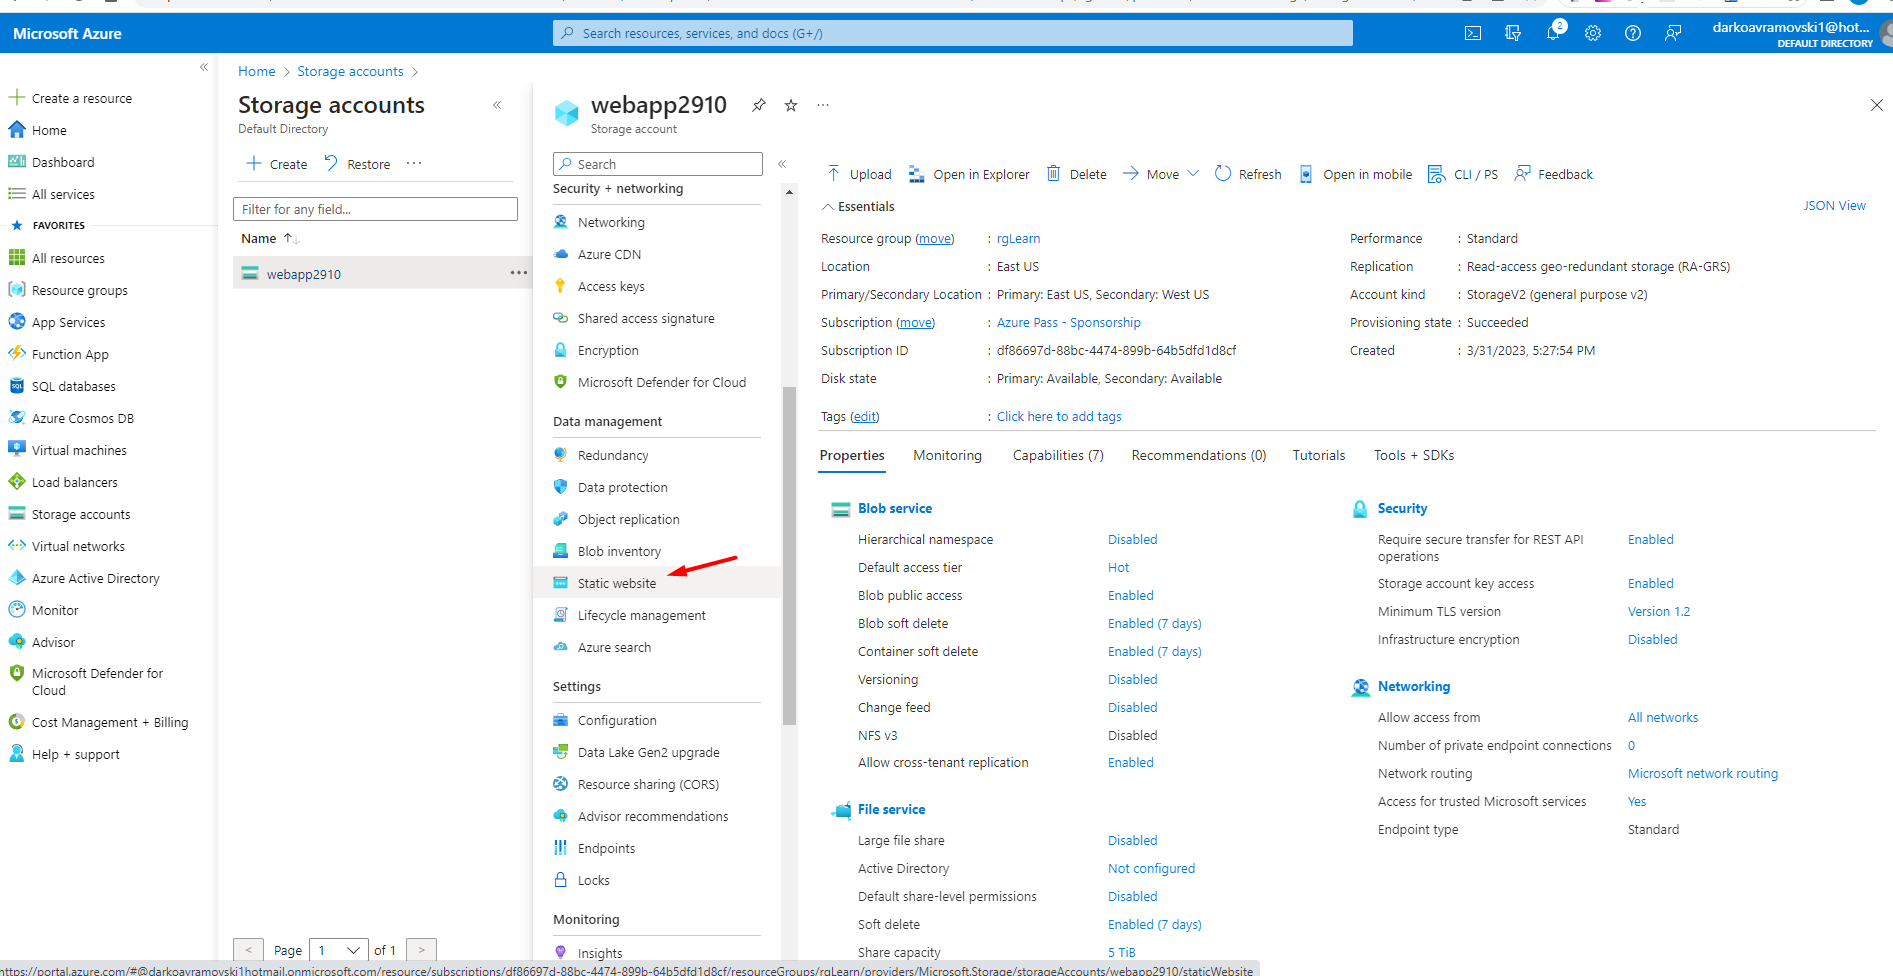 Microsoft Azure
Search resources, services, and docs (G+/)
2
darkoavramovski1@hot...
DEFAULT DIRECTORY
Create a resource
Home
Dashboard
All services
FAVORITES
All resources
Resource groups
App Services
Function App
SQL databases
Azure Cosmos DB
Virtual machines
Load balancers
Storage accounts
Virtual networks
Azure Active Directory
Monitor
Advisor
Microsoft Defender for
Cloud
Cost Management + Billing
Help + support
Home > Storage accounts >
Storage accounts
Default Directory
Create
Restore
Filter for any field...
Name
webapp2910
Page 1 of 1
webapp2910
Storage account
Search
Security + networking
Networking
Azure CDN
Access keys
Shared access signature
Encryption
Microsoft Defender for Cloud
Data management
Redundancy
Data protection
Object replication
Blob inventory
Static website
Lifecycle management
Azure search
Settings
Configuration
Data Lake Gen2 upgrade
Resource sharing (CORS)
Advisor recommendations
Endpoints
Locks
Monitoring
Insights
Upload Open in Explorer Delete Move Refresh Open in mobile CLI / PS Feedback
Essentials
JSON View
Resource group (move) : rgLearn
Location : East US
Primary/Secondary Location : Primary: East US, Secondary: West US
Subscription (move) : Azure Pass - Sponsorship
Subscription ID : df86697d-88bc-4474-899b-64b5dfd1d8cf
Disk state : Primary: Available, Secondary: Available
Tags (edit) : Click here to add tags
Performance : Standard
Replication : Read-access geo-redundant storage (RA-GRS)
Account kind : StorageV2 (general purpose v2)
Provisioning state : Succeeded
Created : 3/31/2023, 5:27:54 PM
Properties Monitoring Capabilities (7) Recommendations (0) Tutorials Tools + SDKs
Blob service
Hierarchical namespace Disabled
Default access tier Hot
Blob public access Enabled
Blob soft delete Enabled (7 days)
Container soft delete Enabled (7 days)
Versioning Disabled
Change feed Disabled
NFS v3 Disabled
Allow cross-tenant replication Enabled
File service
Large file share Disabled
Active Directory Not configured
Default share-level permissions Disabled
Soft delete Enabled (7 days)
Share capacity 5 TiB
Security
Require secure transfer for REST API
operations Enabled
Storage account key access Enabled
Minimum TLS version Version 1.2
Infrastructure encryption Disabled
Networking
Allow access from All networks
Number of private endpoint connections 0
Network routing Microsoft network routing
Access for trusted Microsoft services Yes
Endpoint type Standard
https://portal.azure.com/#@darkoavramovski1hotmail.onmicrosoft.com/resource/subscriptions/df86697d-88bc-4474-899b-64b5dfd1d8cf/resourceGroups/rgLearn/providers/Microsoft.Storage/storageAccounts/webapp2910/staticWebsite